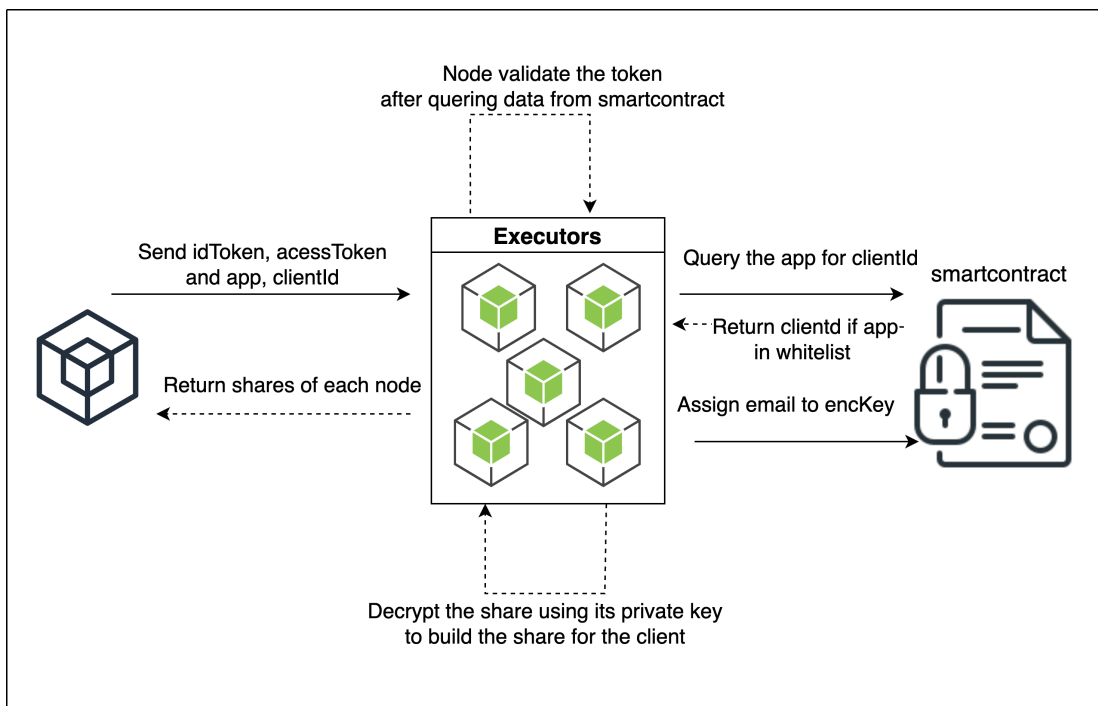 Node validate the token
after quering data from smartcontract
Executors
Send idToken, acessToken
and app, clientId
Return shares of each node
Query the app for clientId
smartcontract
Return clientd if app-
in whitelist
Assign email to encKey
Decrypt the share using its private key
to build the share for the client